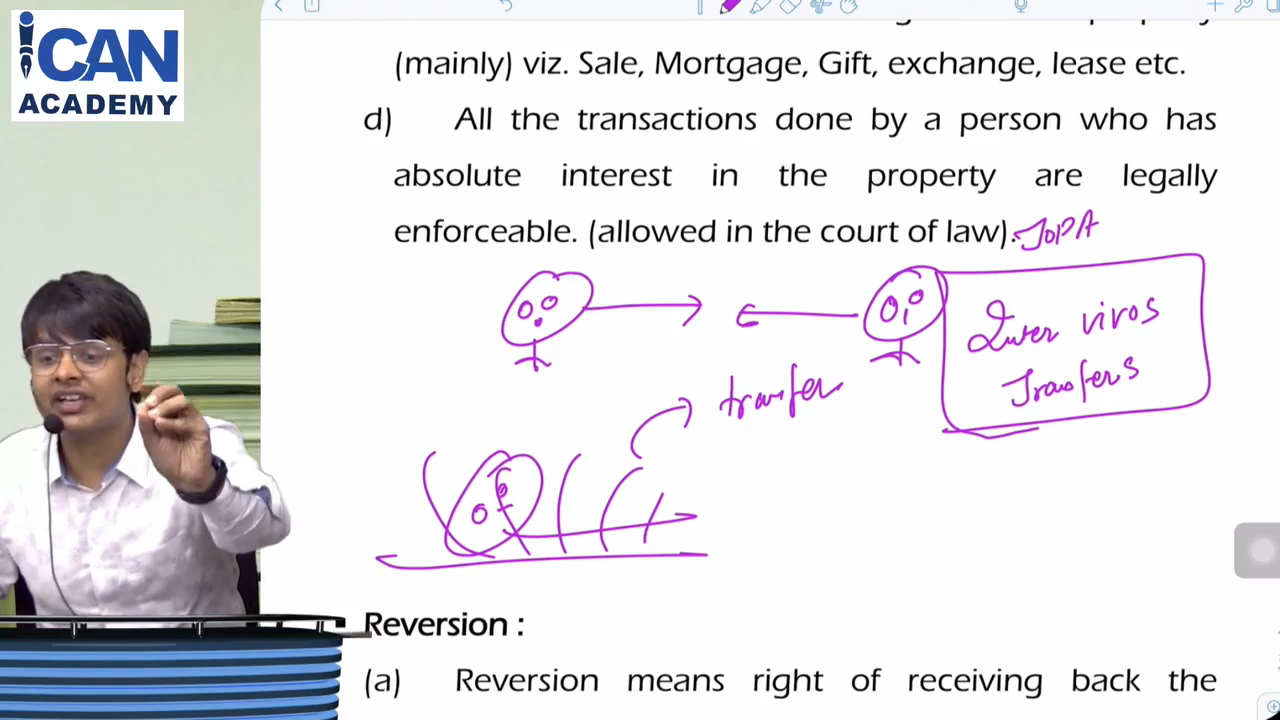 iCAN
ACADEMY
(mainly) viz. Sale, Mortgage, Gift, exchange, lease etc.
d) All the transactions done by a person who has
absolute interest in the property are legally
enforceable. (allowed in the court of law). TOPA
Inter vivos
Transfers
transfer
Reversion :
(a) Reversion means right of receiving back the